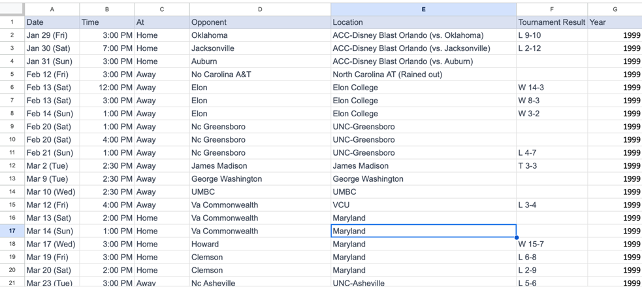 A B C D E F G
1 Date Time At Opponent Location Tournament Result Year
2 Jan 29 (Fri) 3:00 PM Home Oklahoma ACC-Disney Blast Orlando (vs. Oklahoma) L 9-10 1999
3 Jan 30 (Sat) 7:00 PM Home Jacksonville ACC-Disney Blast Orlando (vs. Jacksonville) L 2-12 1999
4 Jan 31 (Sun) 3:00 PM Home Auburn ACC-Disney Blast Orlando (vs. Auburn) 1999
5 Feb 12 (Fri) 3:00 PM Away No Carolina A&T North Carolina AT (Rained out) 1999
6 Feb 13 (Sat) 12:00 PM Away Elon Elon College W 14-3 1999
7 Feb 13 (Sat) 3:00 PM Away Elon Elon College W 8-3 1999
8 Feb 14 (Sun) 1:00 PM Away Elon Elon College W 3-2 1999
9 Feb 20 (Sat) 1:00 PM Away Nc Greensboro UNC-Greensboro 1999
10 Feb 20 (Sat) 4:00 PM Away Nc Greensboro UNC-Greensboro 1999
11 Feb 21 (Sun) 1:00 PM Away Nc Greensboro UNC-Greensboro L 4-7 1999
12 Mar 2 (Tue) 2:30 PM Away James Madison James Madison T 3-3 1999
13 Mar 9 (Tue) 2:30 PM Away George Washington George Washington 1999
14 Mar 10 (Wed) 2:30 PM Away UMBC UMBC 1999
15 Mar 12 (Fri) 4:00 PM Away Va Commonwealth VCU L 3-4 1999
16 Mar 13 (Sat) 2:00 PM Home Va Commonwealth Maryland 1999
17 Mar 14 (Sun) 1:00 PM Home Va Commonwealth Maryland 1999
18 Mar 17 (Wed) 3:00 PM Home Howard Maryland W 15-7 1999
19 Mar 19 (Fri) 3:00 PM Home Clemson Maryland L 6-8 1999
20 Mar 20 (Sat) 2:00 PM Home Clemson Maryland L 2-9 1999
21 Mar 23 (Tue) 3:00 PM Away Nc Asheville UNC-Asheville L 5-6 1999